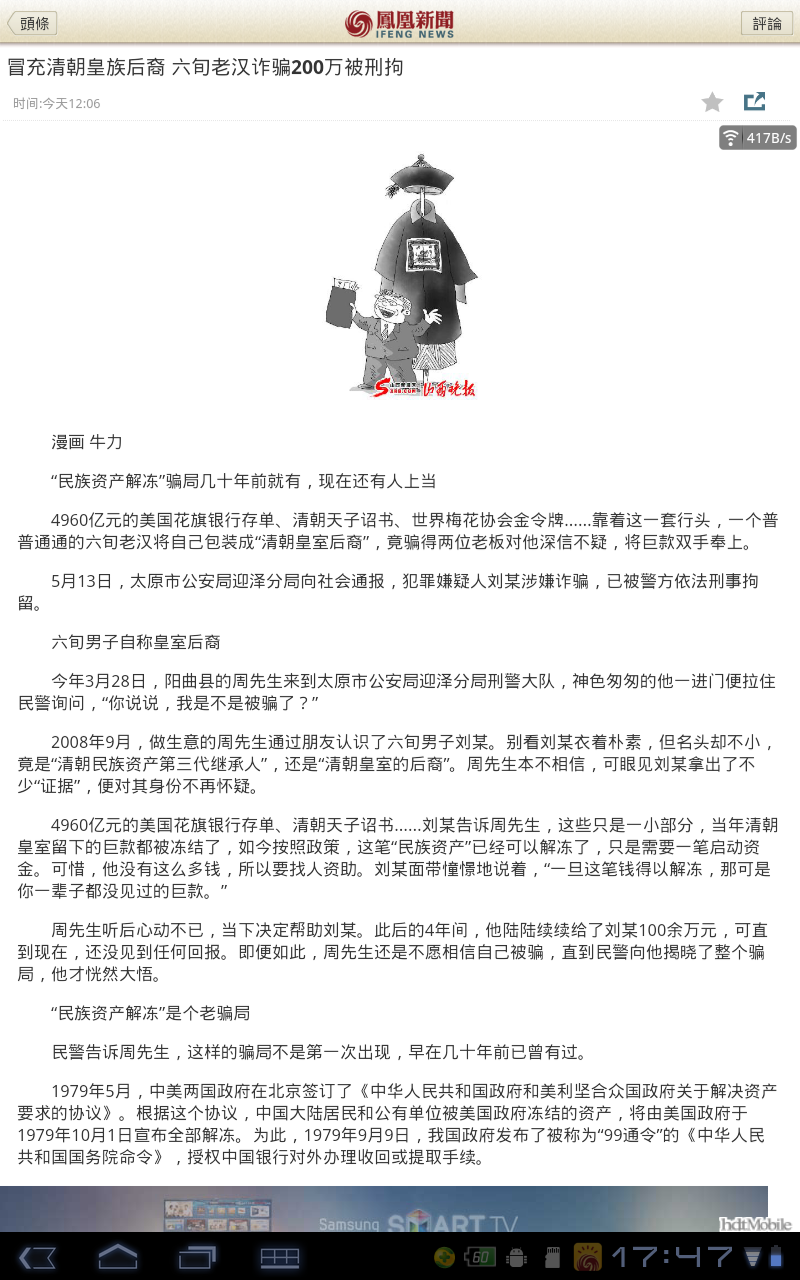 頭條
鳳凰新聞
IFENG NEWS
評論
冒充清朝皇族后裔 六旬老汉诈骗200万被刑拘
时间:今天12:06
417B/s
山西晚报
漫画 牛力
“民族资产解冻”骗局几十年前就有，现在还有人上当
4960亿元的美国花旗银行存单、清朝天子诏书、世界梅花协会金令牌......靠着这一套行头，一个普
普通通的六旬老汉将自己包装成“清朝皇室后裔”，竟骗得两位老板对他深信不疑，将巨款双手奉上。
5月13日，太原市公安局迎泽分局向社会通报，犯罪嫌疑人刘某涉嫌诈骗，已被警方依法刑事拘
留。
六旬男子自称皇室后裔
今年3月28日，阳曲县的周先生来到太原市公安局迎泽分局刑警大队，神色匆匆的他一进门便拉住
民警询问，“你说说，我是不是被骗了？”
2008年9月，做生意的周先生通过朋友认识了六旬男子刘某。别看刘某衣着朴素，但名头却不小，
竟是“清朝民族资产第三代继承人”，还是“清朝皇室的后裔”。周先生本不相信，可眼见刘某拿出了不
少“证据”，便对其身份不再怀疑。
4960亿元的美国花旗银行存单、清朝天子诏书......刘某告诉周先生，这些只是一小部分，当年清朝
皇室留下的巨款都被冻结了，如今按照政策，这笔“民族资产”已经可以解冻了，只是需要一笔启动资
金。可惜，他没有这么多钱，所以要找人资助。刘某面带憧憬地说着，“一旦这笔钱得以解冻，那可是
你一辈子都没见过的巨款。”
周先生听后心动不已，当下决定帮助刘某。此后的4年间，他陆陆续续给了刘某100余万元，可直
到现在，还没见到任何回报。即便如此，周先生还是不愿相信自己被骗，直到民警向他揭晓了整个骗
局，他才恍然大悟。
“民族资产解冻”是个老骗局
民警告诉周先生，这样的骗局不是第一次出现，早在几十年前已曾有过。
1979年5月，中美两国政府在北京签订了《中华人民共和国政府和美利坚合众国政府关于解决资产
要求的协议》。根据这个协议，中国大陆居民和公有单位被美国政府冻结的资产，将由美国政府于
1979年10月1日宣布全部解冻。为此，1979年9月9日，我国政府发布了被称为“99通令”的《中华人民
共和国国务院命令》，授权中国银行对外办理收回或提取手续。
Samsung SMART TV
hdtMobile
60
17:47